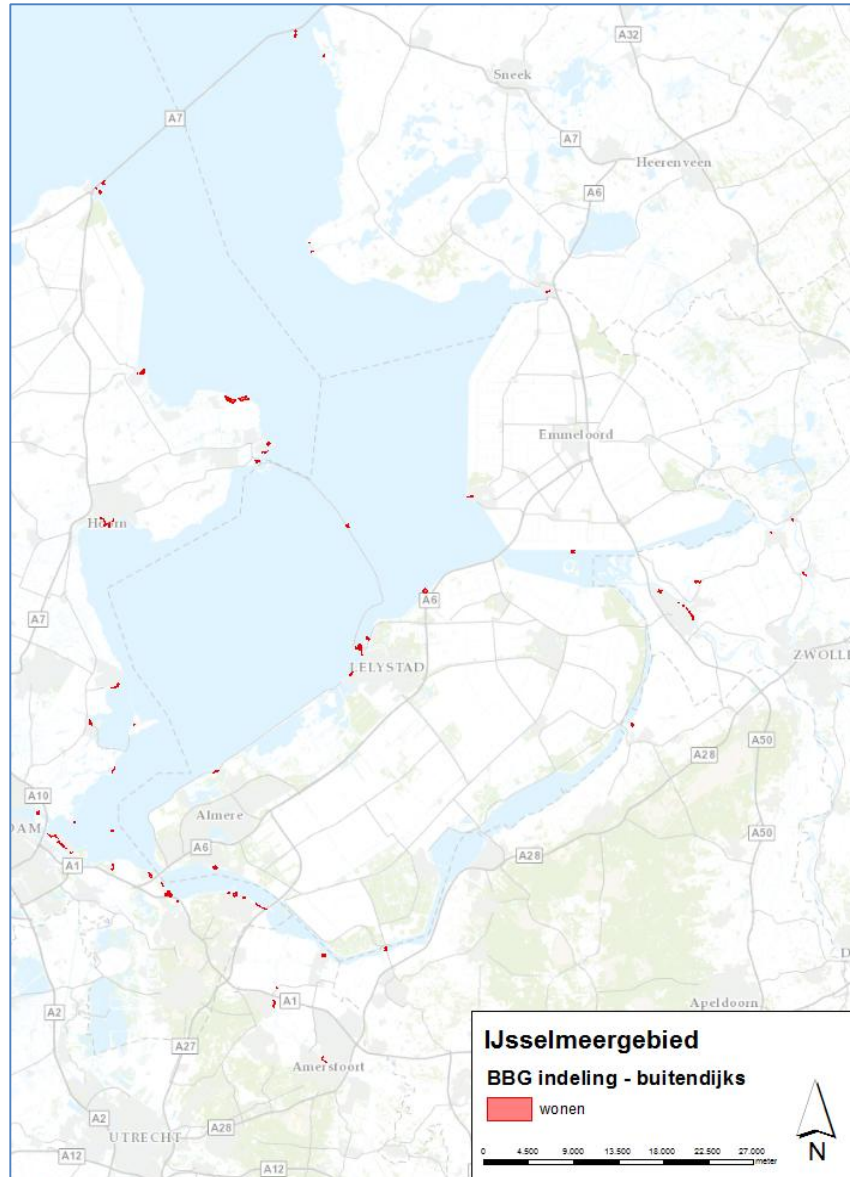 A32
Sneek
A7
A7
Heerenveen
A6
Emmeloord
Hoorn
A7
A6
LELYSTAD
ZWOLLE
A50
A28
A10
DAM
Almere
A6
A1
A28
A50
A2
A1
Apeldoorn
D
A27
Amersfoort
A2
UTRECHT
A28
A12
A12
IJsselmeergebied
BBG indeling - buitendijks
wonen
0 4.500 9.000 13.500 18.000 22.500 27.000
meter
N